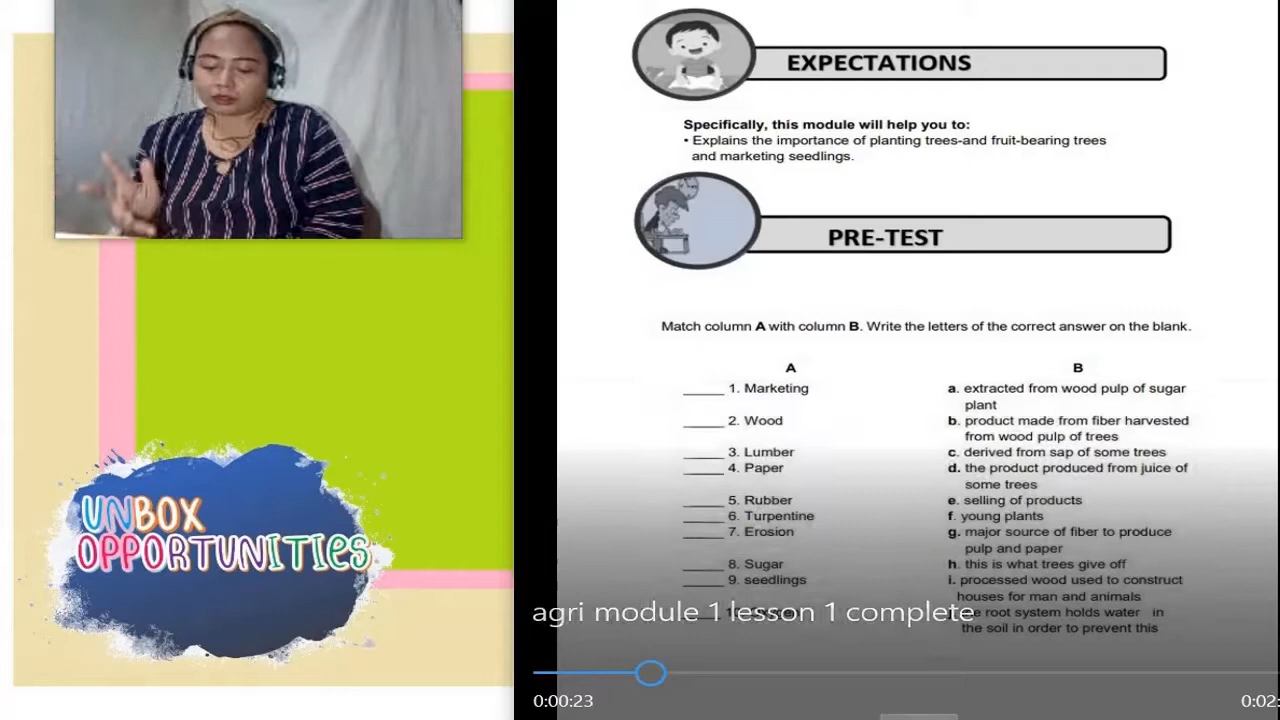 EXPECTATIONS
Specifically, this module will help you to:
• Explains the importance of planting trees-and fruit-bearing trees
and marketing seedlings.
PRE-TEST
Match column A with column B. Write the letters of the correct answer on the blank.
A
B
_____ 1. Marketing
a. extracted from wood pulp of sugar
plant
_____ 2. Wood
b. product made from fiber harvested
from wood pulp of trees
_____ 3. Lumber
c. derived from sap of some trees
_____ 4. Paper
d. the product produced from juice of
some trees
_____ 5. Rubber
e. selling of products
_____ 6. Turpentine
f. young plants
_____ 7. Erosion
g. major source of fiber to produce
pulp and paper
_____ 8. Sugar
h. this is what trees give off
_____ 9. seedlings
i. processed wood used to construct
houses for man and animals
root system holds water in
the soil in order to prevent this
agri module 1 lesson 1 complete
0:00:23
0:02:
UNBOX
OPPORTUNITIES